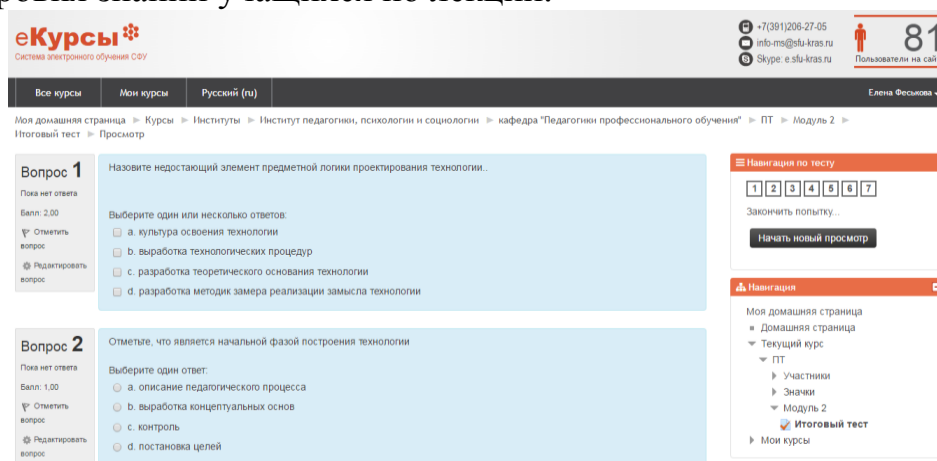 ровня знаний учащихся по лекции.
еКурсы
Система электронного обучения СФУ
+7(391)206-27-05
info-ms@sfu-kras.ru
Skype: e.sfu-kras.ru
81
Пользователи на сай
Все курсы Мои курсы Русский (ru) Елена Феськова
Моя домашняя страница ► Курсы ► Институты ► Институт педагогики, психологии и социологии ► кафедра "Педагогики профессионального обучения" ► ПТ ► Модуль 2 ►
Итоговый тест ► Просмотр
Вопрос 1
Пока нет ответа
Балл: 2,00
Отметить
вопрос
Редактировать
вопрос
Назовите недостающий элемент предметной логики проектирования технологии..
Выберите один или несколько ответов:
a. культура освоения технологии
b. выработка технологических процедур
c. разработка теоретического основания технологии
d. разработка методик замера реализации замысла технологии
Вопрос 2
Пока нет ответа
Балл: 1,00
Отметить
вопрос
Редактировать
вопрос
Отметьте, что является начальной фазой построения технологии
Выберите один ответ:
a. описание педагогического процесса
b. выработка концептуальных основ
c. контроль
d. постановка целей
Навигация по тесту
1 2 3 4 5 6 7
Закончить попытку...
Начать новый просмотр
Навигация
Моя домашняя страница
Домашняя страница
Текущий курс
ПТ
Участники
Значки
Модуль 2
Итоговый тест
Мои курсы